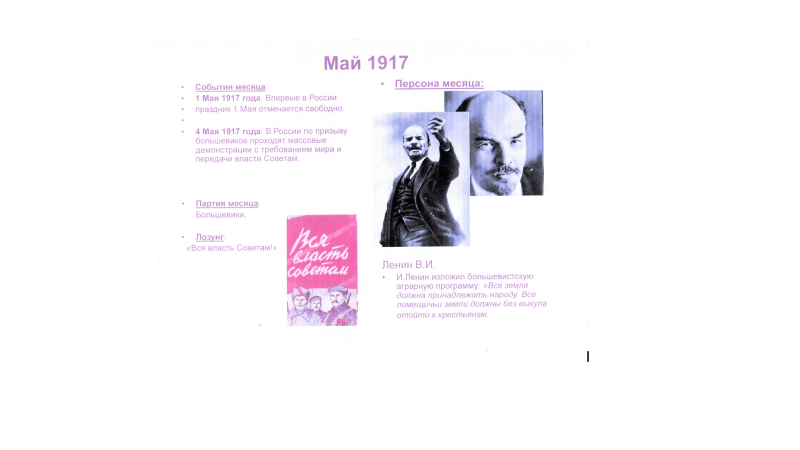 Май 1917
События месяца:
1 Мая 1917 года. Впервые в России
праздник 1 Мая отмечается свободно.
4 Мая 1917 года. В России по призыву
большевиков проходят массовые
демонстрации с требованием мира и
передачи власти Советам.
Партия месяца:
Большевики.
Лозунг:
«Вся власть Советам!»
Вся
власть
советам
Персона месяца:
Ленин В.И.
И.Ленин изложил большевистскую
аграрную программу: «Вся земля
должна принадлежать народу. Все
помещичьи земли должны без выкупа
отойти к крестьянам.